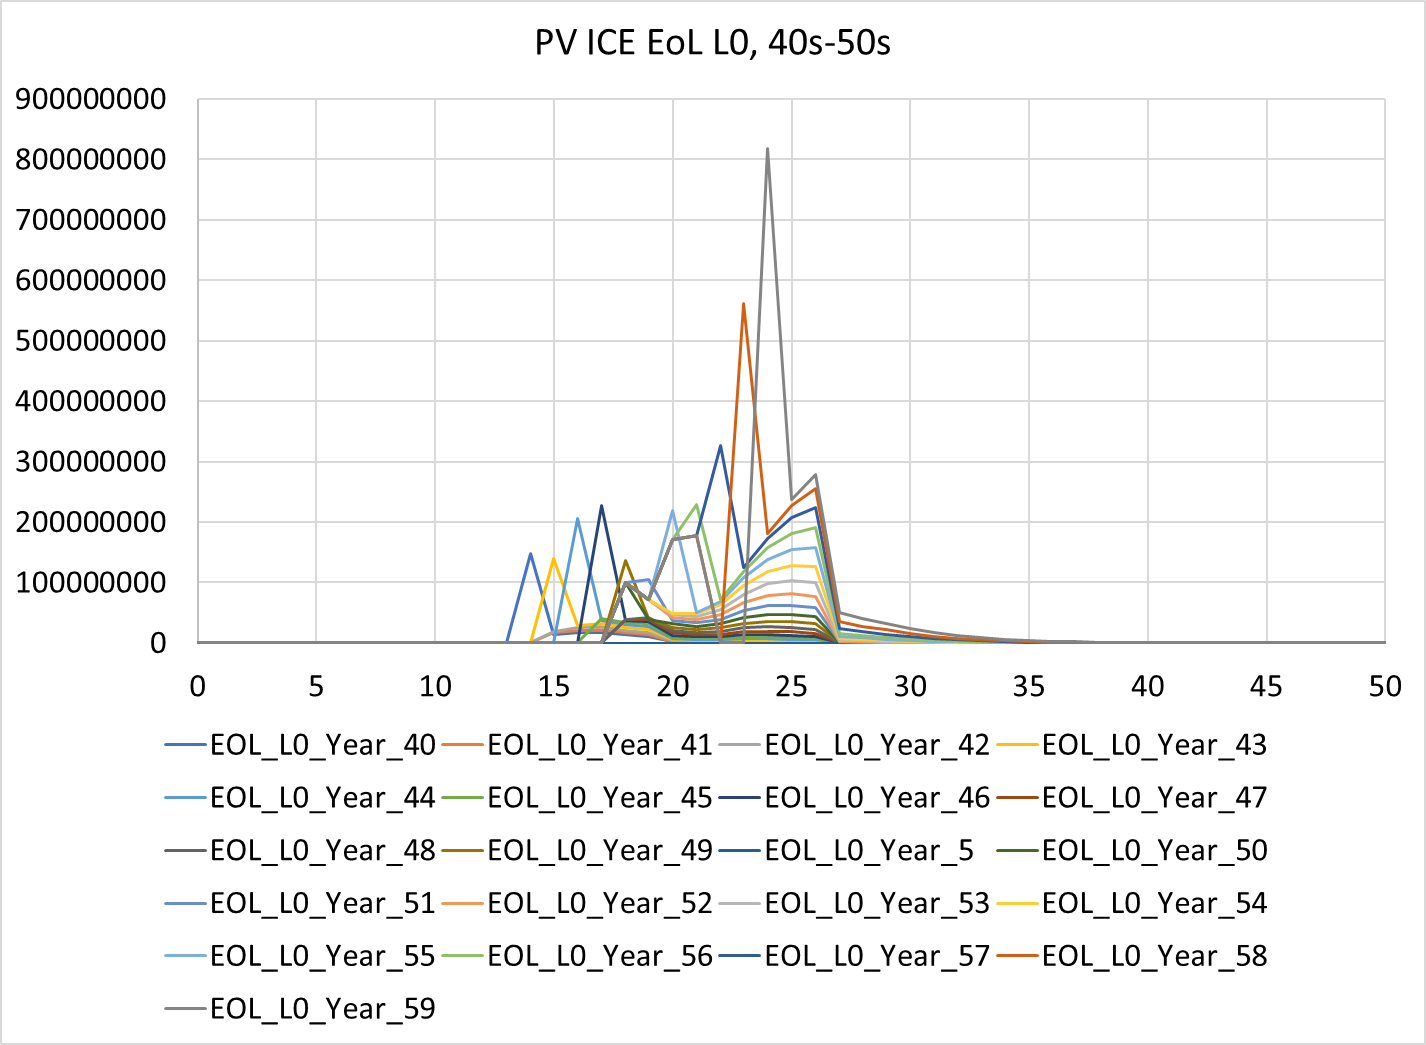 PV ICE EoL L0, 40s-50s
900000000
800000000
700000000
600000000
500000000
400000000
300000000
200000000
100000000
0
0 5 10 15 20 25 30 35 40 45 50
EOL_L0_Year_40 EOL_L0_Year_41 EOL_L0_Year_42 EOL_L0_Year_43
EOL_L0_Year_44 EOL_L0_Year_45 EOL_L0_Year_46 EOL_L0_Year_47
EOL_L0_Year_48 EOL_L0_Year_49 EOL_L0_Year_5 EOL_L0_Year_50
EOL_L0_Year_51 EOL_L0_Year_52 EOL_L0_Year_53 EOL_L0_Year_54
EOL_L0_Year_55 EOL_L0_Year_56 EOL_L0_Year_57 EOL_L0_Year_58
EOL_L0_Year_59